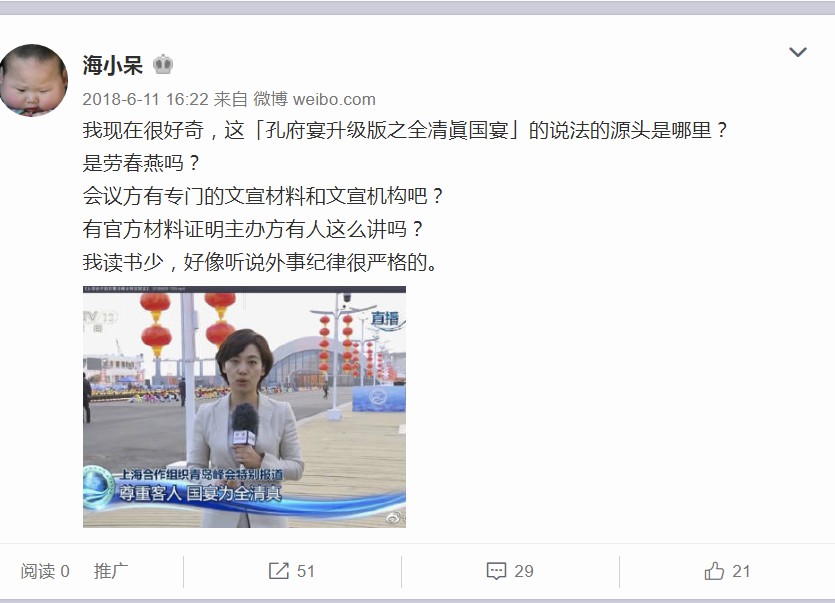 海小呆
2018-6-11 16:22 来自 微博 weibo.com
我现在很好奇，这「孔府宴升级版之全凊眞国宴」的说法的源头是哪里？
是劳春燕吗？
会议方有专门的文宣材料和文宣机构吧？
有官方材料证明主办方有人这么讲吗？
我读书少，好像听说外事纪律很严格的。
直播
上海合作组织青岛峰会特别报道
尊重客人 国宴为全清真
阅读 0 推广 51 29 21